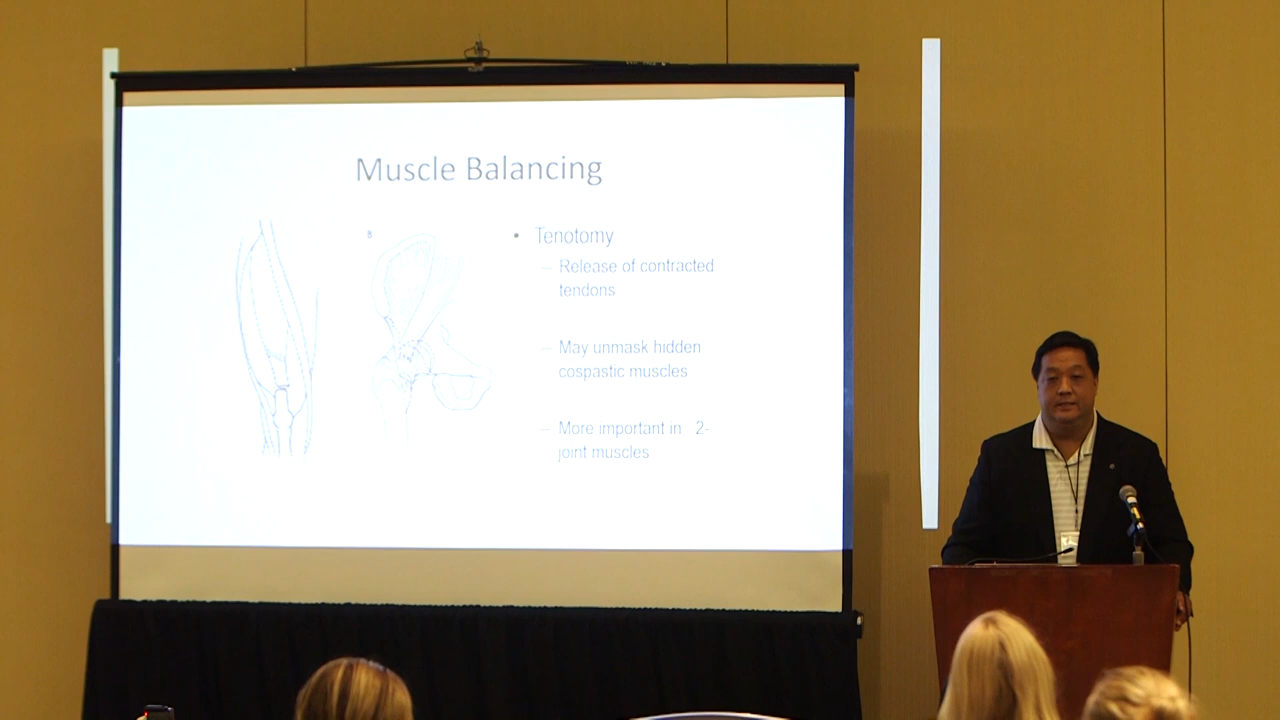 Muscle Balancing
• Tenotomy
– Release of contracted
tendons
– May unmask hidden
cospastic muscles
– More important in 2-
joint muscles